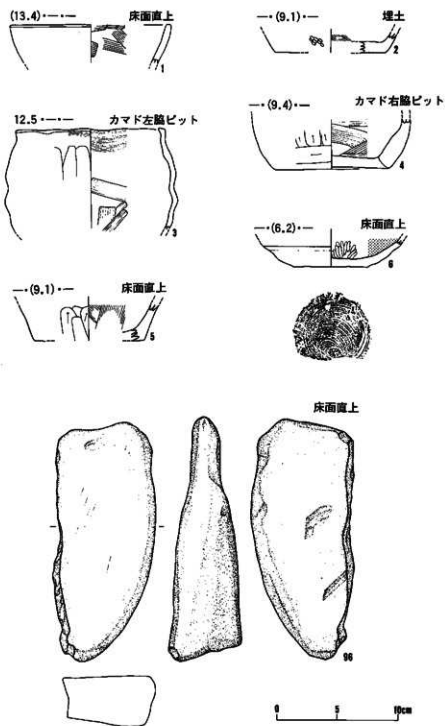 (13.4)・―・― 床面直上
1
―・(9.1)・― 埋土
2
12.5・―・― カマド左脇ピット
3
―・(9.4)・― カマド右脇ピット
4
―・(9.1)・― 床面直上
5
―・(6.2)・― 床面直上
6
床面直上
96
0 5 10cm